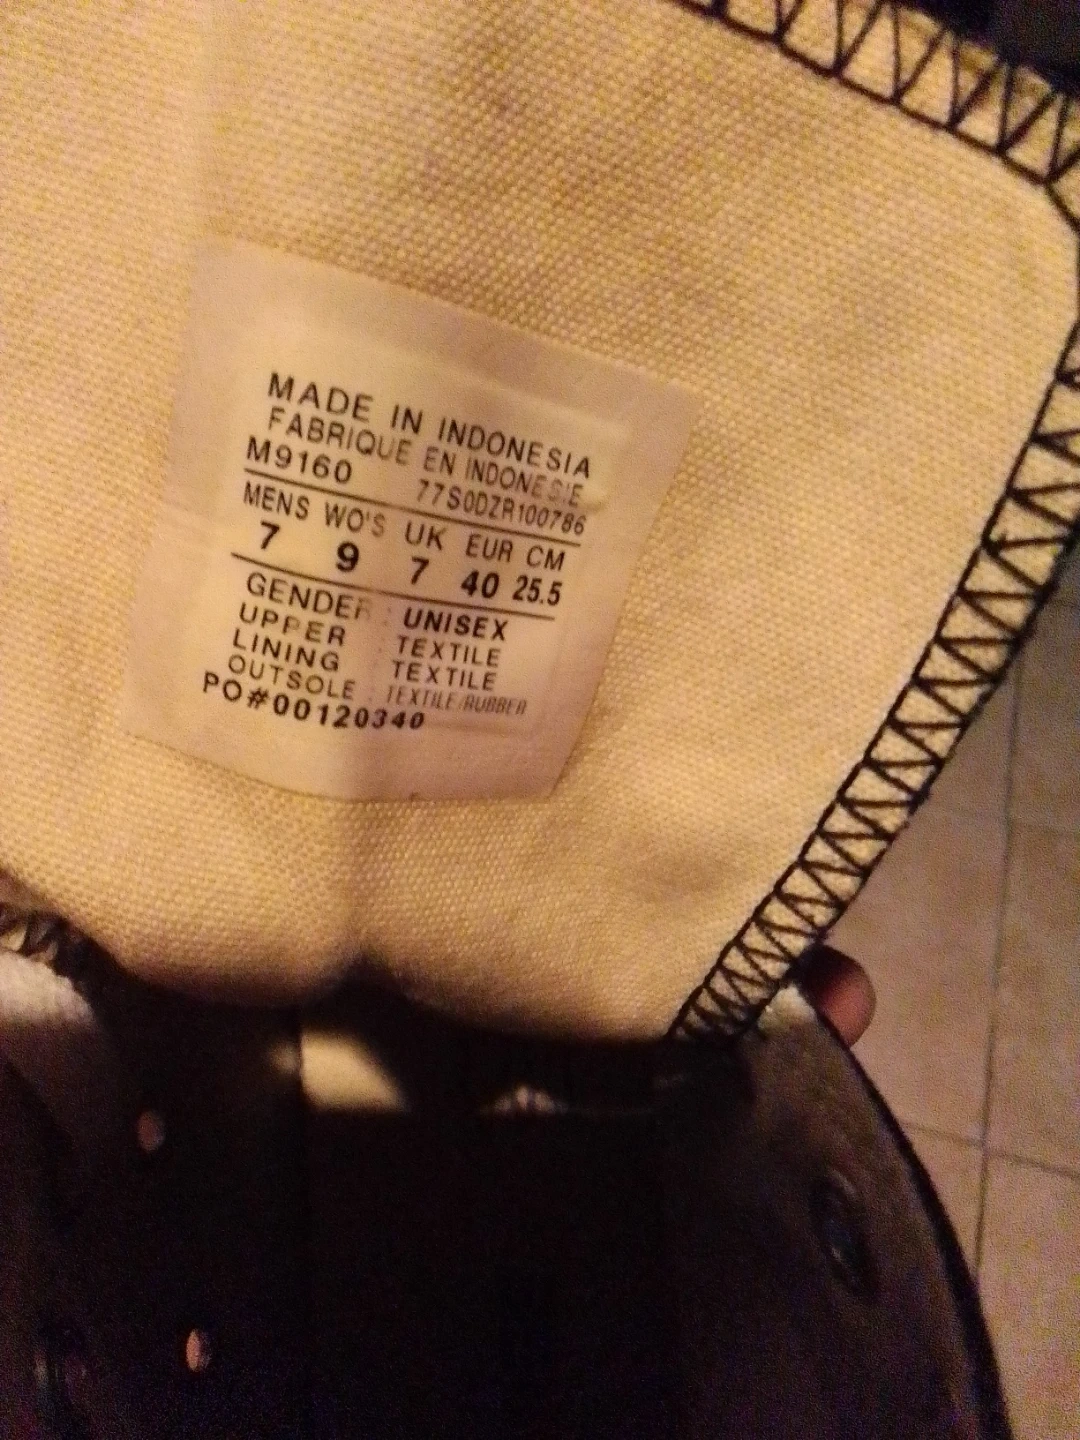 MADE IN INDONESIA
FABRIQUE EN INDONESIE
M9160 77S0DZR100786
MENS WO'S UK EUR CM
7 9 7 40 25.5
GENDER : UNISEX
UPPER : TEXTILE
LINING : TEXTILE
OUTSOLE : TEXTILE/RUBBER
PO#00120340